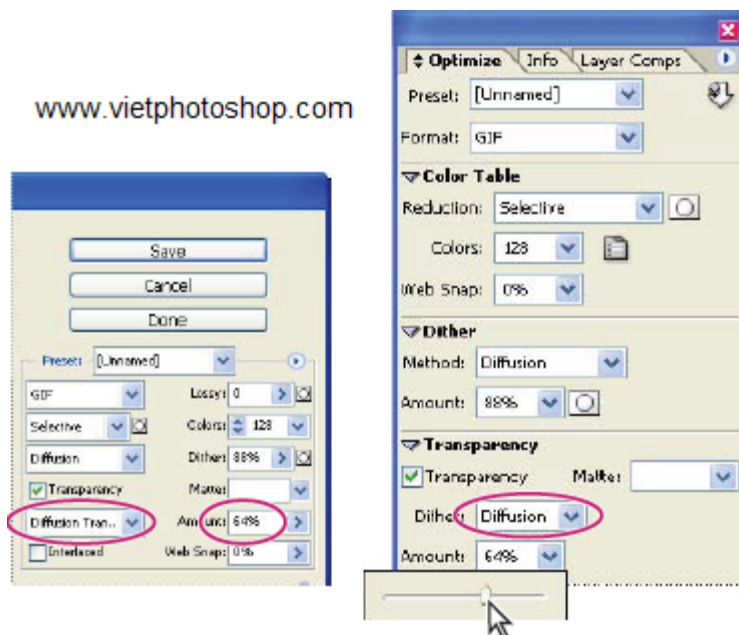 www.vietphotoshop.com
Save
Cancel
Done
Preset: [Unnamed]
GIF Lossy: 0
Selective Colors: 128
Diffusion Dither: 88%
Transparency Matte:
Diffusion Tran... Amount: 64%
Interlaced Web Snap: 0%
Optimize Info Layer Comps
Preset: [Unnamed]
Format: GIF
Color Table
Reduction: Selective
Colors: 128
Web Snap: 0%
Dither
Method: Diffusion
Amount: 88%
Transparency
Transparency Matte:
Dither: Diffusion
Amount: 64%